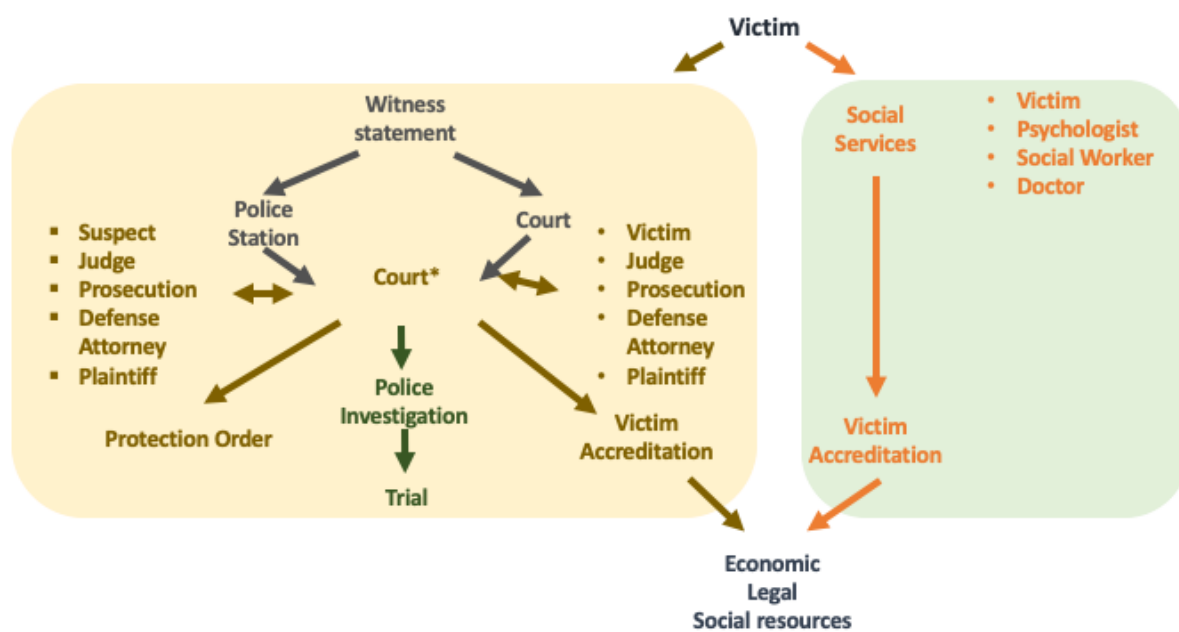 Victim
Witness
statement
Police
Station
Court
▪ Suspect
▪ Judge
▪ Prosecution
▪ Defense
Attorney
▪ Plaintiff
Court*
• Victim
• Judge
• Prosecution
• Defense
Attorney
• Plaintiff
Protection Order
Police
Investigation
Trial
Victim
Accreditation
Social
Services
• Victim
• Psychologist
• Social Worker
• Doctor
Victim
Accreditation
Economic
Legal
Social resources